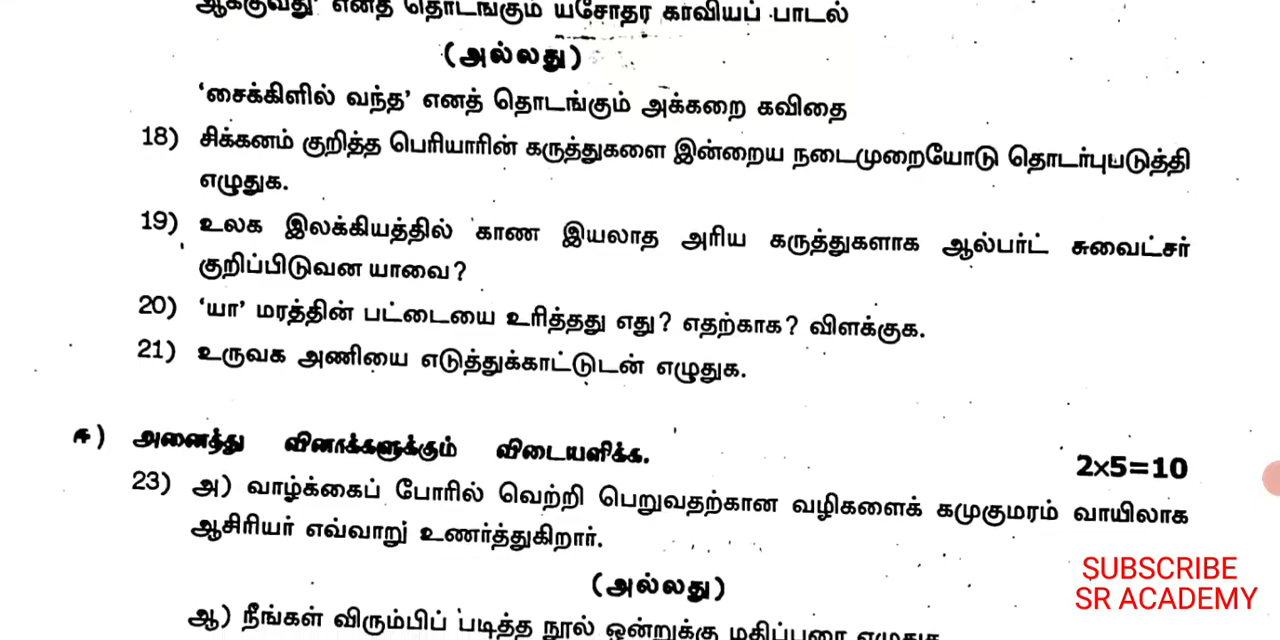 ஆக்குவது' எனத் தொடங்கும் யசோதர காவியப் பாடல்
(அல்லது)
'சைக்கிளில் வந்த' எனத் தொடங்கும் அக்கறை கவிதை
18) சிக்கனம் குறித்த பெரியாரின் கருத்துகளை இன்றைய நடைமுறையோடு தொடர்புபடுத்தி
எழுதுக.
19) உலக இலக்கியத்தில் காண இயலாத அரிய கருத்துகளாக ஆல்பர்ட் சுவைட்சர்
குறிப்பிடுவன யாவை?
20) 'யா' மரத்தின் பட்டையை உரித்தது எது? எதற்காக? விளக்குக.
21) உருவக அணியை எடுத்துக்காட்டுடன் எழுதுக.
ஈ) அனைத்து வினாக்களுக்கும் விடையளிக்க.
2x5=10
23) அ) வாழ்க்கைப் போரில் வெற்றி பெறுவதற்கான வழிகளைக் கமுகுமரம் வாயிலாக
ஆசிரியர் எவ்வாறு உணர்த்துகிறார்.
(அல்லது)
ஆ) நீங்கள் விரும்பிப் படித்த நூல் ஒன்றுக்கு மதிப்புரை எழுதுக
SUBSCRIBE
SR ACADEMY